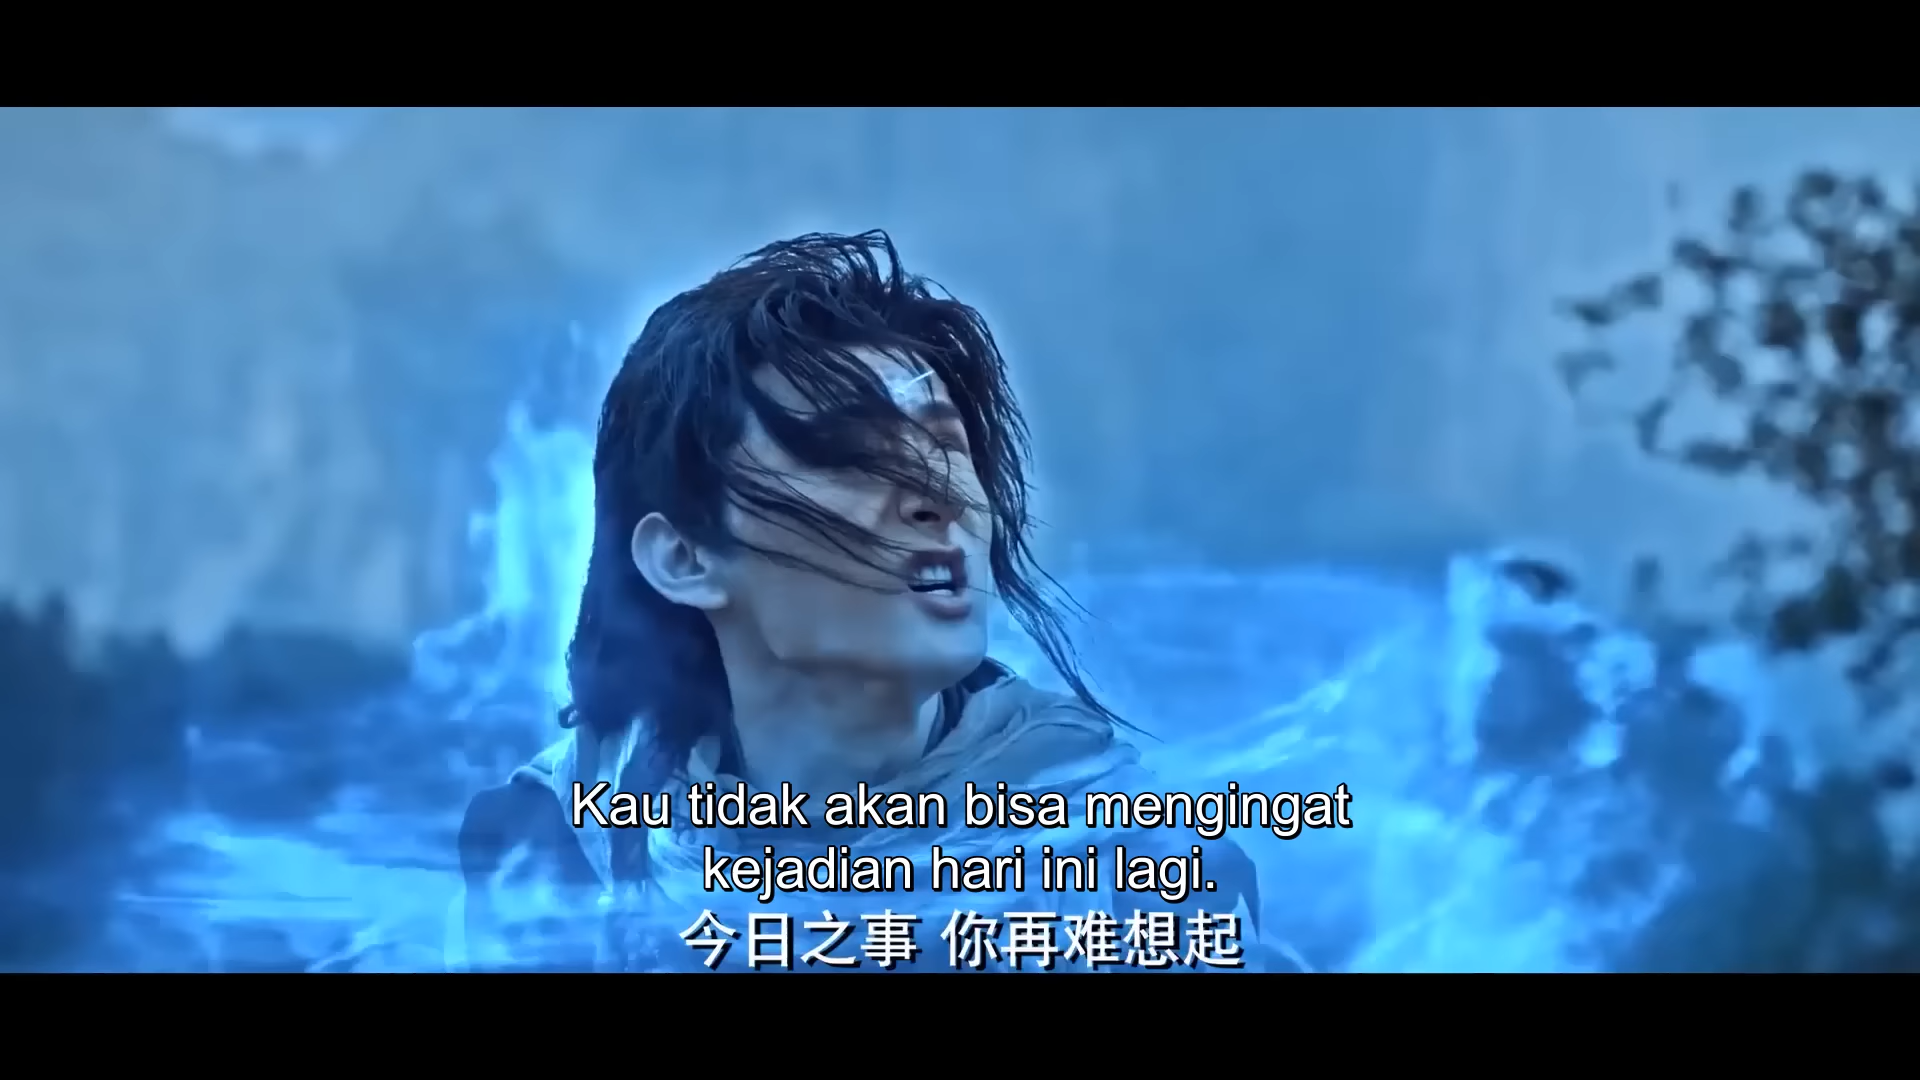 Kau tidak akan bisa mengingat
kejadian hari ini lagi.
今日之事 你再难想起